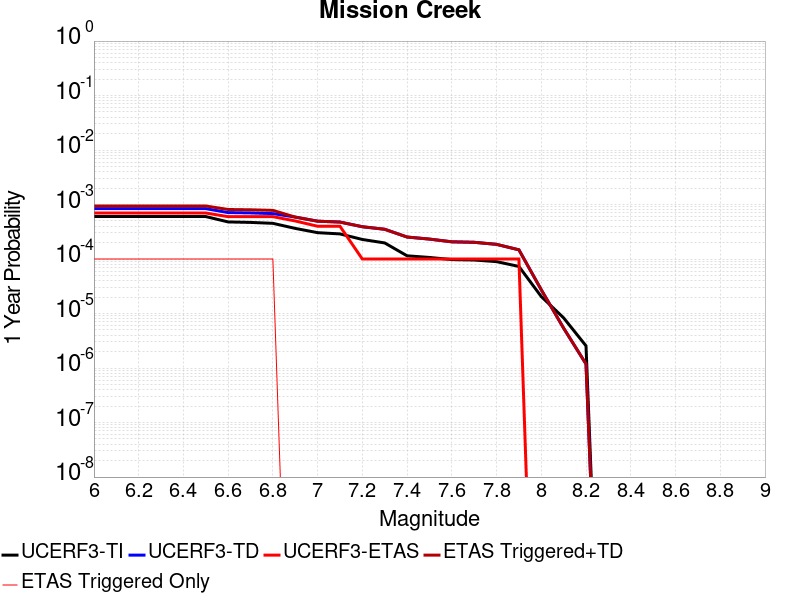 Mission Creek
10^0
10^-1
10^-2
10^-3
10^-4
10^-5
10^-6
10^-7
10^-8
1 Year Probability
6 6.2 6.4 6.6 6.8 7 7.2 7.4 7.6 7.8 8 8.2 8.4 8.6 8.8 9
Magnitude
UCERF3-TI UCERF3-TD UCERF3-ETAS ETAS Triggered+TD
ETAS Triggered Only